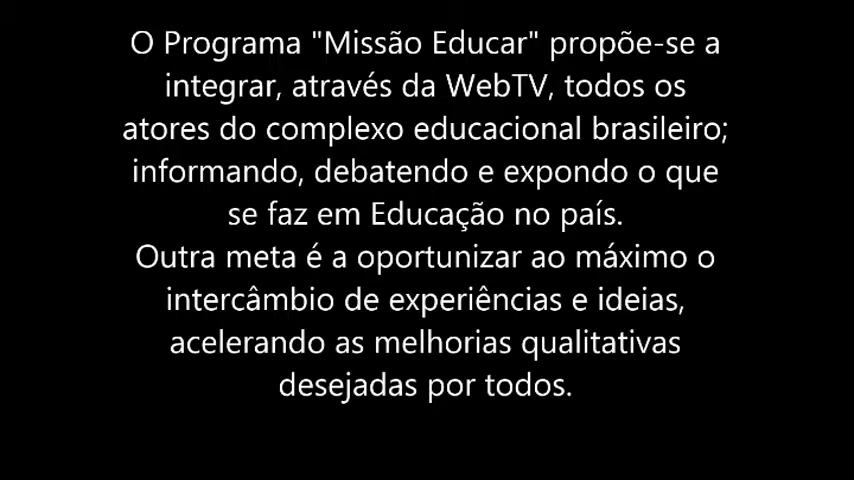 O Programa "Missão Educar" propõe-se a
integrar, através da WebTV, todos os
atores do complexo educacional brasileiro;
informando, debatendo e expondo o que
se faz em Educação no país.
Outra meta é a oportunizar ao máximo o
intercâmbio de experiências e ideias,
acelerando as melhorias qualitativas
desejadas por todos.